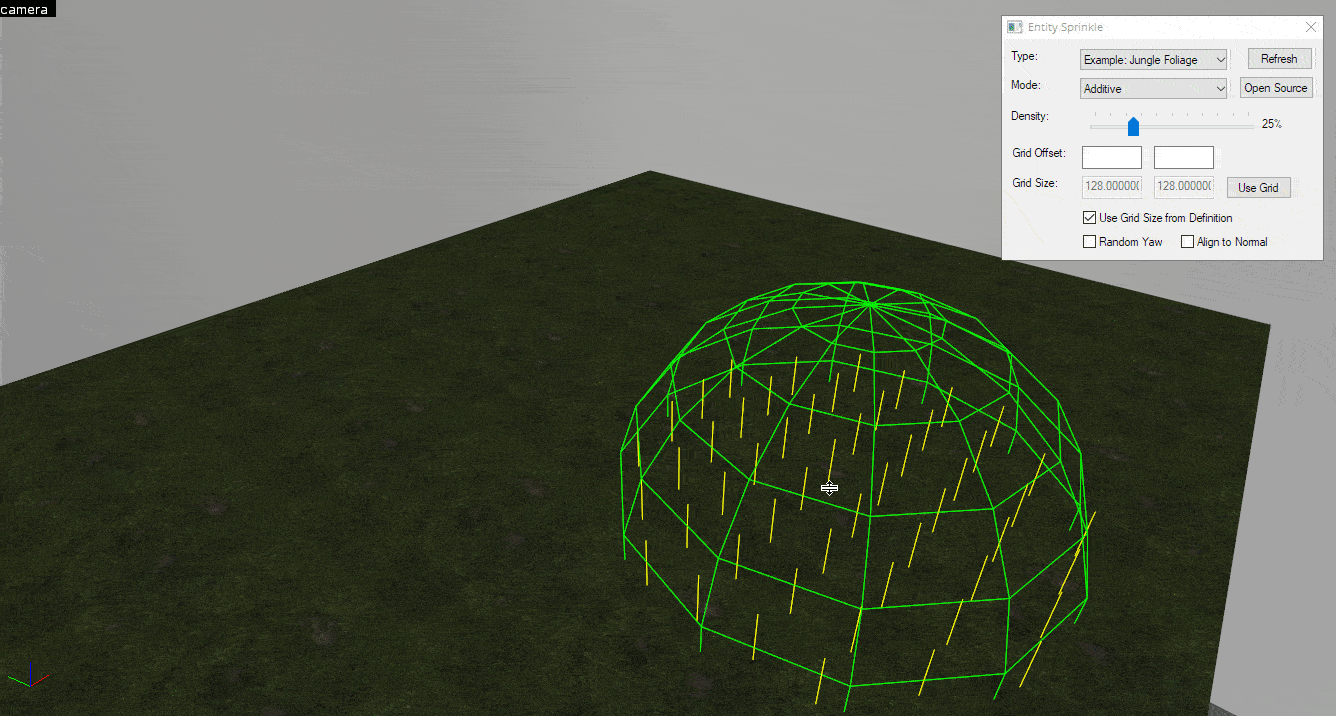 camera
Entity Sprinkle
Type: Example: Jungle Foliage Refresh
Mode: Additive Open Source
Density: 25%
Grid Offset:
Grid Size: 128.000000 128.000000 Use Grid
Use Grid Size from Definition
Random Yaw Align to Normal